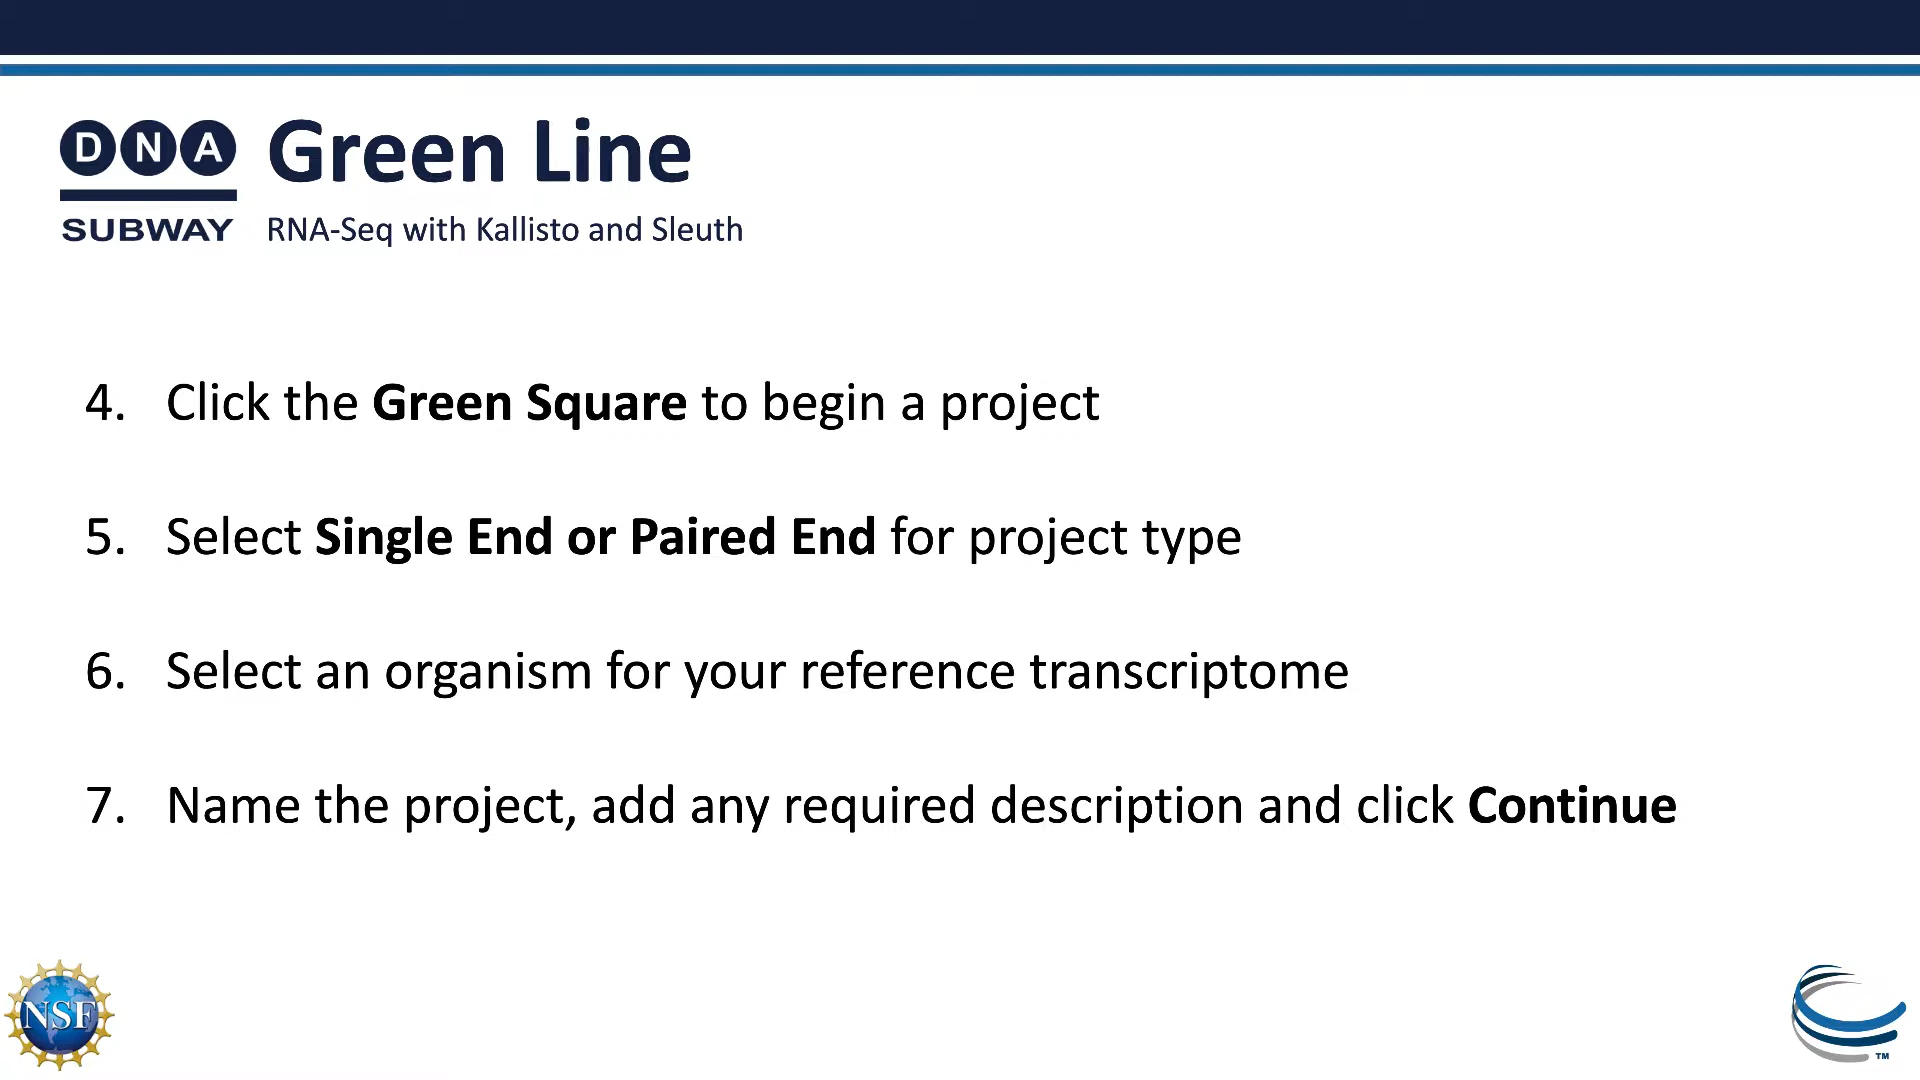 DNA
SUBWAY
Green Line
RNA-Seq with Kallisto and Sleuth
4. Click the Green Square to begin a project
5. Select Single End or Paired End for project type
6. Select an organism for your reference transcriptome
7. Name the project, add any required description and click Continue
NSF
TM